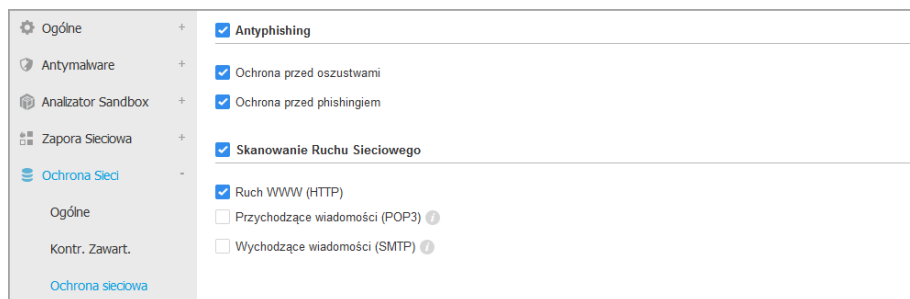 Ogólne
Antymalware
Analizator Sandbox
Zapora Sieciowa
Ochrona Sieci
Ogólne
Kontr. Zawart.
Ochrona sieciowa
Antyphishing
Ochrona przed oszustwami
Ochrona przed phishingiem
Skanowanie Ruchu Sieciowego
Ruch WWW (HTTP)
Przychodzące wiadomości (POP3)
Wychodzące wiadomości (SMTP)